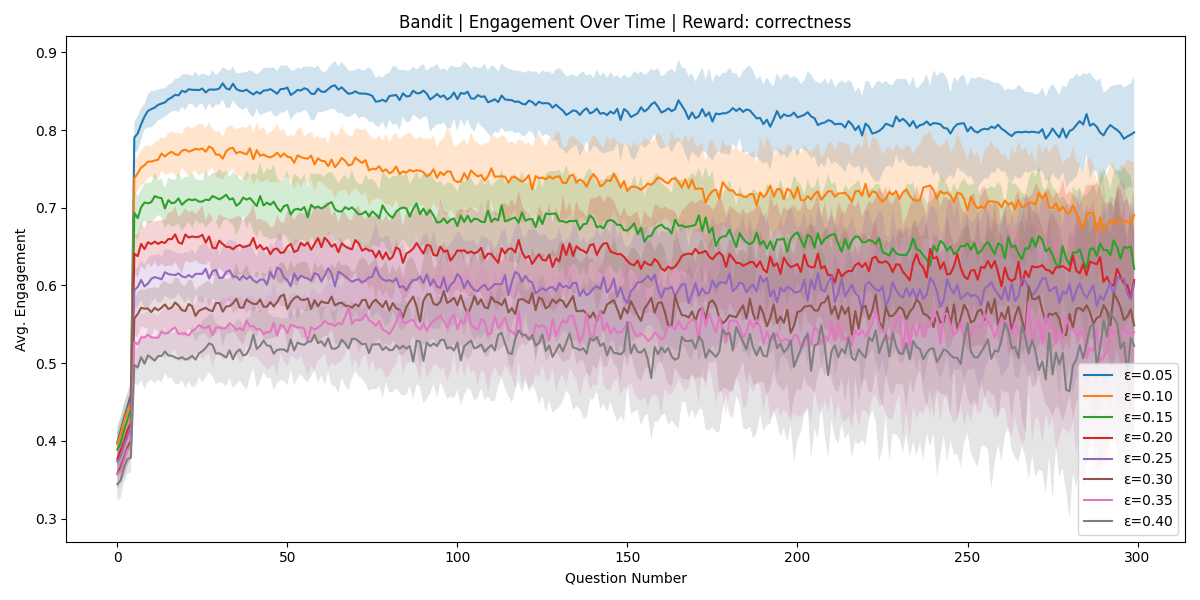 Bandit | Engagement Over Time | Reward: correctness
Avg. Engagement
0.9
0.8
0.7
0.6
0.5
0.4
0.3
0
50
100
150
200
250
300
Question Number
ε=0.05
ε=0.10
ε=0.15
ε=0.20
ε=0.25
ε=0.30
ε=0.35
ε=0.40